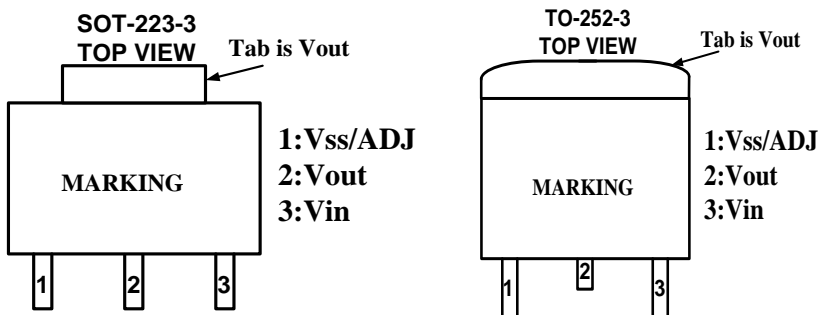 SOT-223-3
TOP VIEW
Tab is Vout
1:Vss/ADJ
2:Vout
3:Vin
MARKING
1
2
3
TO-252-3
TOP VIEW
Tab is Vout
1:Vss/ADJ
2:Vout
3:Vin
MARKING
1
2
3